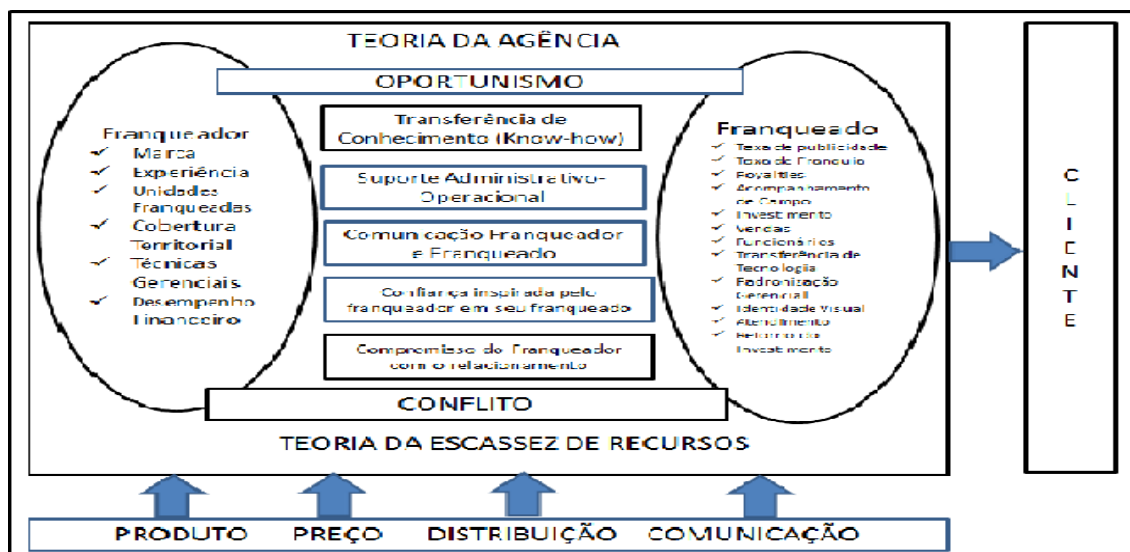 TEORIA DA AGÊNCIA
OPORTUNISMO
Franqueador
Marca
Experiência
Unidades
Franqueadas
Cobertura
Territorial
Técnicas
Gerenciais
Desempenho
Financeiro
Transferência de
Conhecimento (Know-how)
Suporte Administrativo-
Operacional
Comunicação Franqueador
e Franqueado
Confiança inspirada pelo
franqueador em seu franqueado
Compromisso do Franqueador
com o relacionamento
Franqueado
Taxa de publicidade
Taxa de Franquia
Royalties
Acompanhamento
de Campo
Investimento
Vendas
Funcionários
Transferência de
Tecnologia
Padronização
Gerencial
Identidade Visual
Atendimento
Retorno do
Investimento
CONFLITO
TEORIA DA ESCASSEZ DE RECURSOS
C
L
I
E
N
T
E
PRODUTO PREÇO DISTRIBUIÇÃO COMUNICAÇÃO